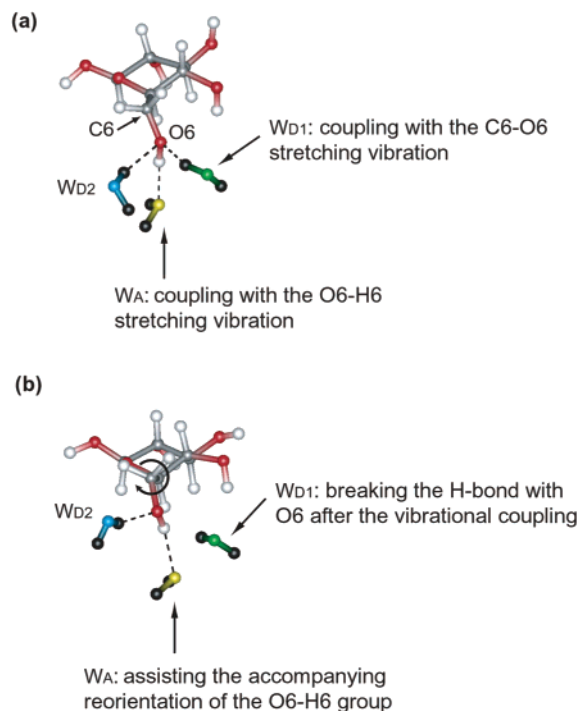 (a)
C6
O6
WD1: coupling with the C6-O6
stretching vibration
WD2
WA: coupling with the O6-H6
stretching vibration
(b)
WD2
WD1: breaking the H-bond with
O6 after the vibrational coupling
WA: assisting the accompanying
reorientation of the O6-H6 group